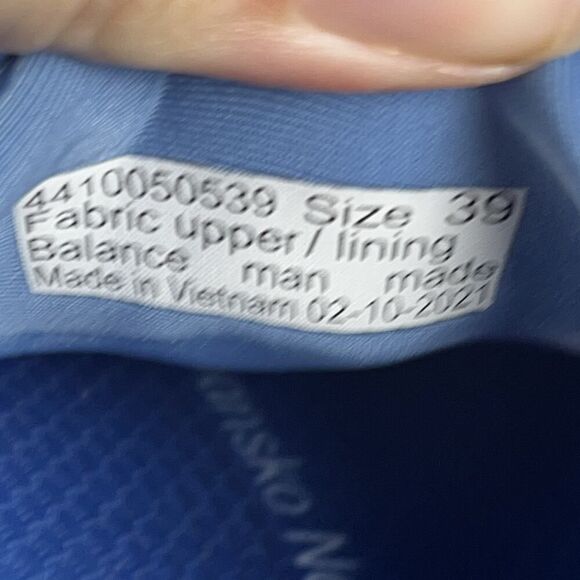 4410050539 Size 39
Fabric upper / lining
Balance man made
Made in Vietnam 02-10-2021